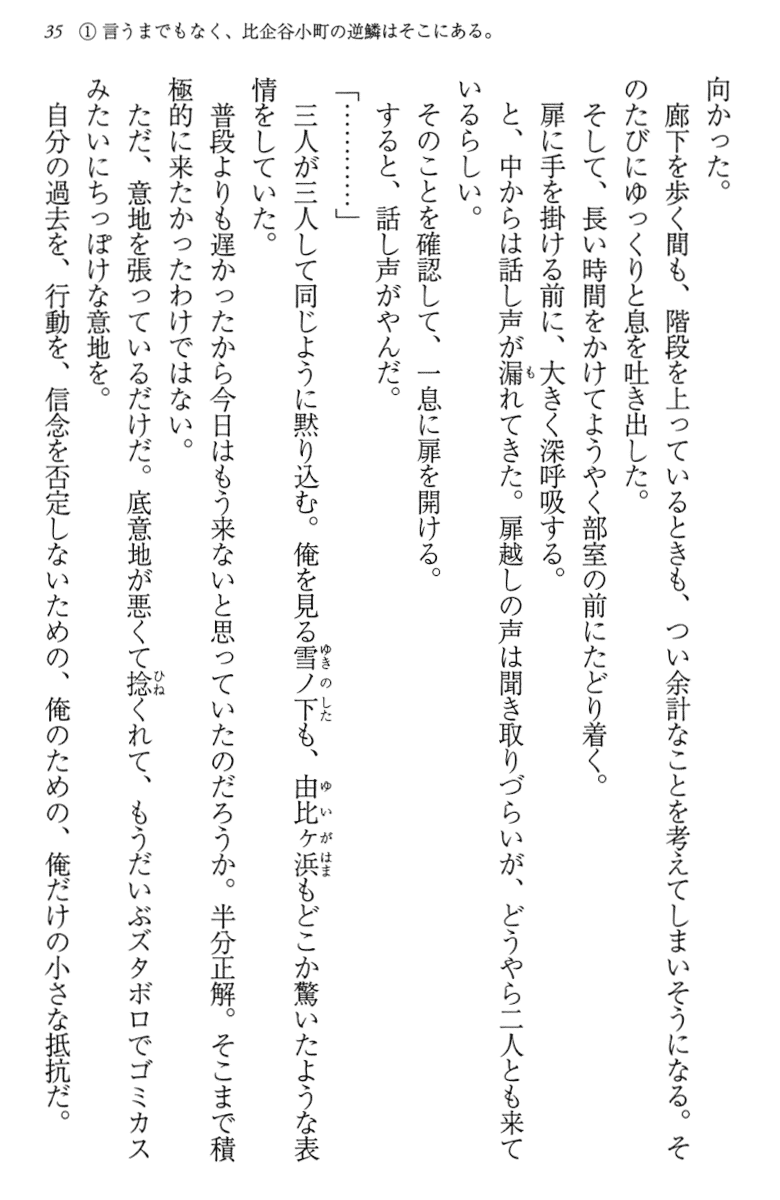 35 ① 言うまでもなく、比企谷小町の逆鱗はそこにある。
向かった。
廊下を歩く間も、階段を上っているときも、つい余計なことを考えてしまいそうになる。そ
のたびにゆっくりと息を吐き出した。
そして、長い時間をかけてようやく部室の前にたどり着く。
扉に手を掛ける前に、大きく深呼吸する。
と、中からは話し声が漏れてきた。扉越しの声は聞き取りづらいが、どうやら二人とも来て
いるらしい。
そのことを確認して、一息に扉を開ける。
すると、話し声がやんだ。
「…………」
三人が三人して同じように黙り込む。俺を見る雪ノ下も、由比ヶ浜もどこか驚いたような表
情をしていた。
普段よりも遅かったから今日はもう来ないと思っていたのだろうか。半分正解。そこまで積
極的に来たかったわけではない。
ただ、意地を張っているだけだ。底意地が悪くて捻くれて、もうだいぶズタボロでゴミカス
みたいにちっぽけな意地を。
自分の過去を、行動を、信念を否定しないための、俺のための、俺だけの小さな抵抗だ。